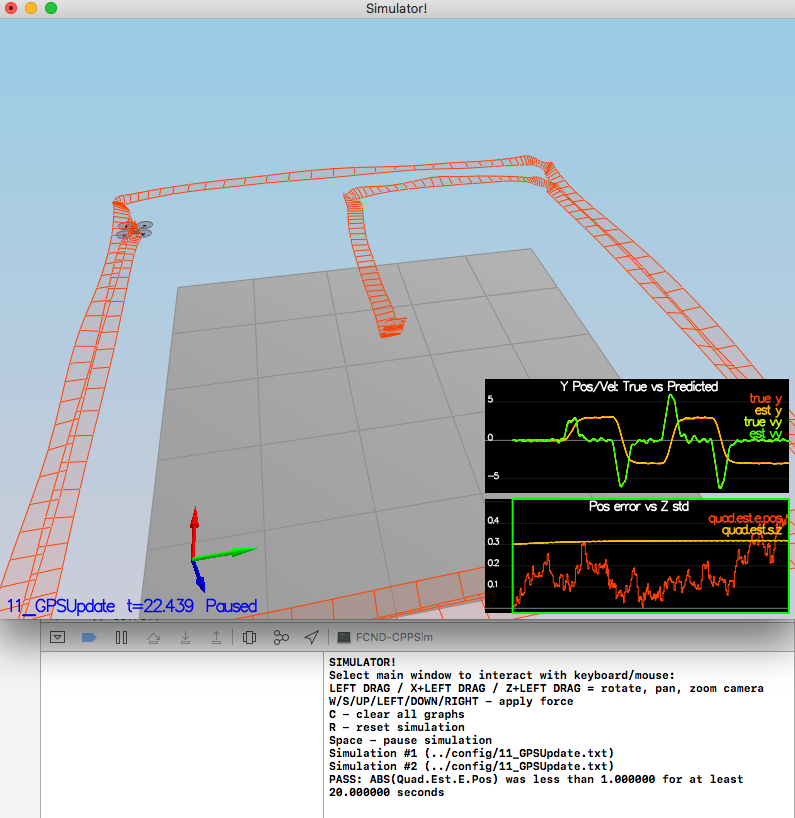 Simulator!
Y Pos/Vel: True vs Predicted
true y
est y
true vy
est vy
5
0
-5
Pos error vs Z std
quad.est.e.pos
quad.est.s.z
0.4
0.3
0.2
0.1
11_GPSUpdate t=22.439 Paused
FCND-CPPSim
SIMULATOR!
Select main window to interact with keyboard/mouse:
LEFT DRAG / X+LEFT DRAG / Z+LEFT DRAG = rotate, pan, zoom camera
W/S/UP/LEFT/DOWN/RIGHT – apply force
C – clear all graphs
R – reset simulation
Space – pause simulation
Simulation #1 (../config/11_GPSUpdate.txt)
Simulation #2 (../config/11_GPSUpdate.txt)
PASS: ABS(Quad.Est.E.Pos) was less than 1.000000 for at least
20.000000 seconds